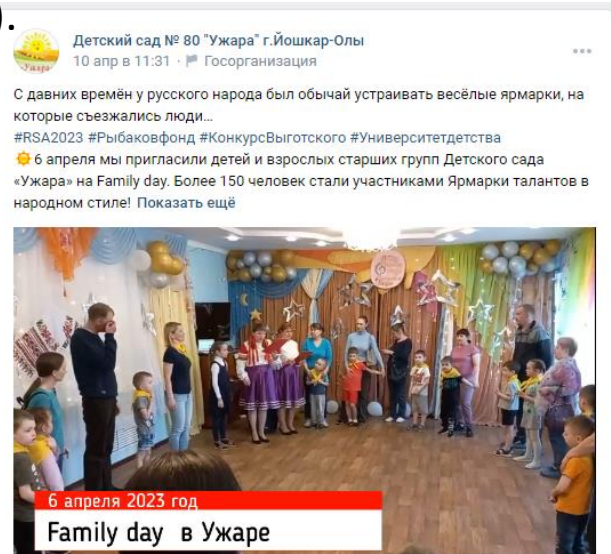 ).
Детский сад № 80 "Ужара" г.Йошкар-Олы
10 апр в 11:31 · Госорганизация
С давних времён у русского народа был обычай устраивать весёлые ярмарки, на
которые съезжались люди...
#RSA2023 #Рыбаковфонд #КонкурсВыготского #Университетдетства
6 апреля мы пригласили детей и взрослых старших групп Детского сада
«Ужара» на Family day. Более 150 человек стали участниками Ярмарки талантов в
народном стиле! Показать ещё
6 апреля 2023 год
Family day в Ужаре